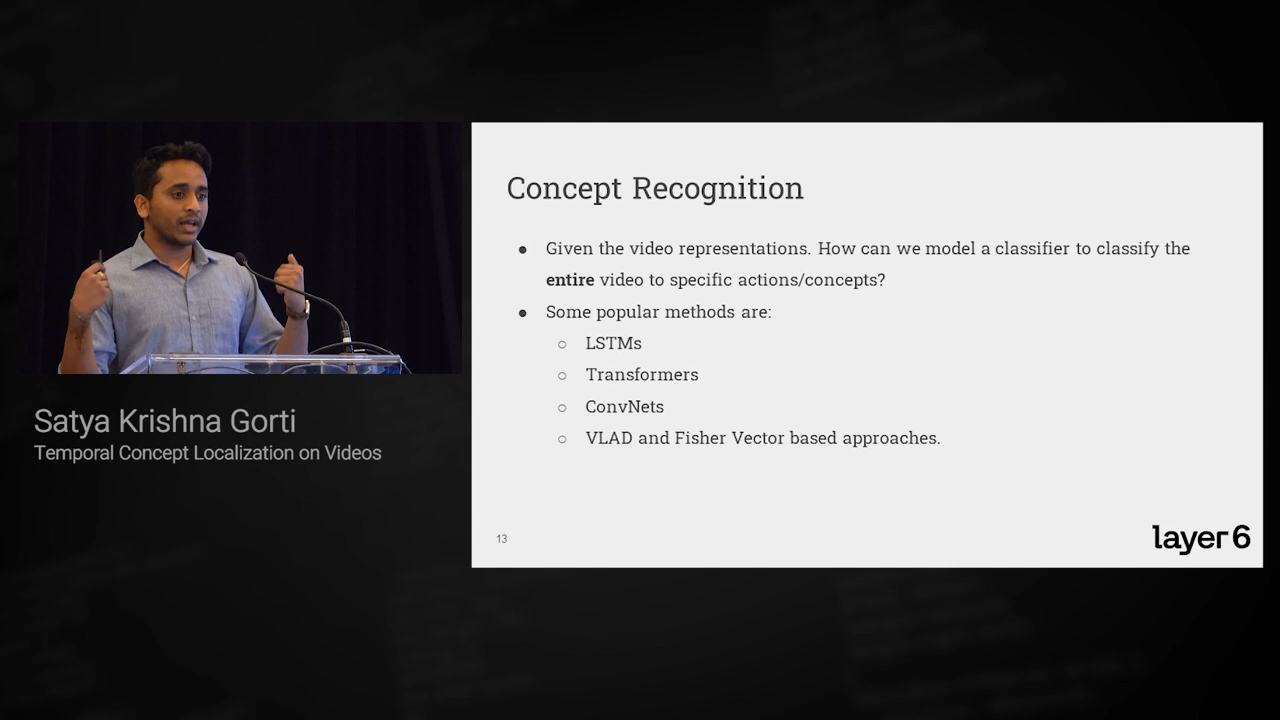 Concept Recognition
● Given the video representations. How can we model a classifier to classify the
entire video to specific actions/concepts?
● Some popular methods are:
○ LSTMs
○ Transformers
○ ConvNets
○ VLAD and Fisher Vector based approaches.
13
layer 6
Satya Krishna Gorti
Temporal Concept Localization on Videos